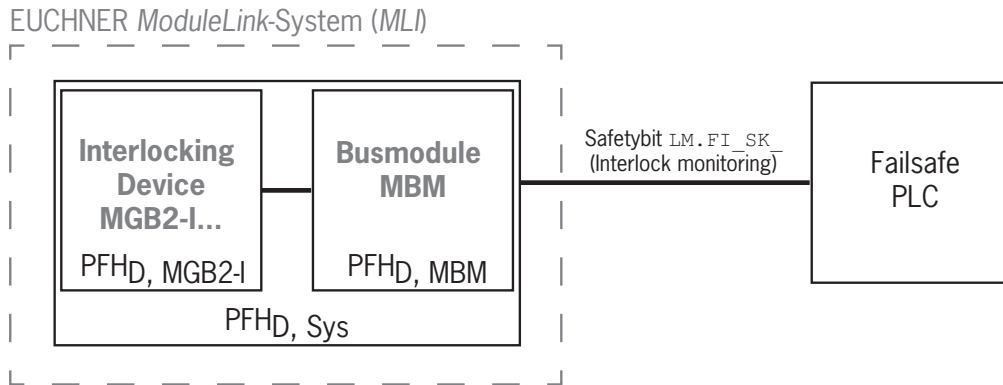 EUCHNER ModuleLink-System (MLI)
Interlocking
Device
MGB2-I...
PFHD, MGB2-I
Busmodule
MBM
PFHD, MBM
PFHD, Sys
Safetybit LM.FI_SK_
(Interlock monitoring)
Failsafe
PLC